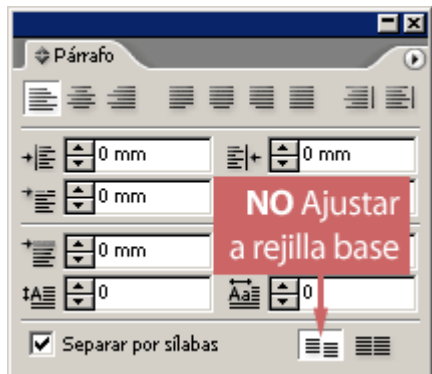 Párrafo
0 mm
0 mm
0 mm
NO Ajustar
a rejilla base
0 mm
0
0
Separar por sílabas